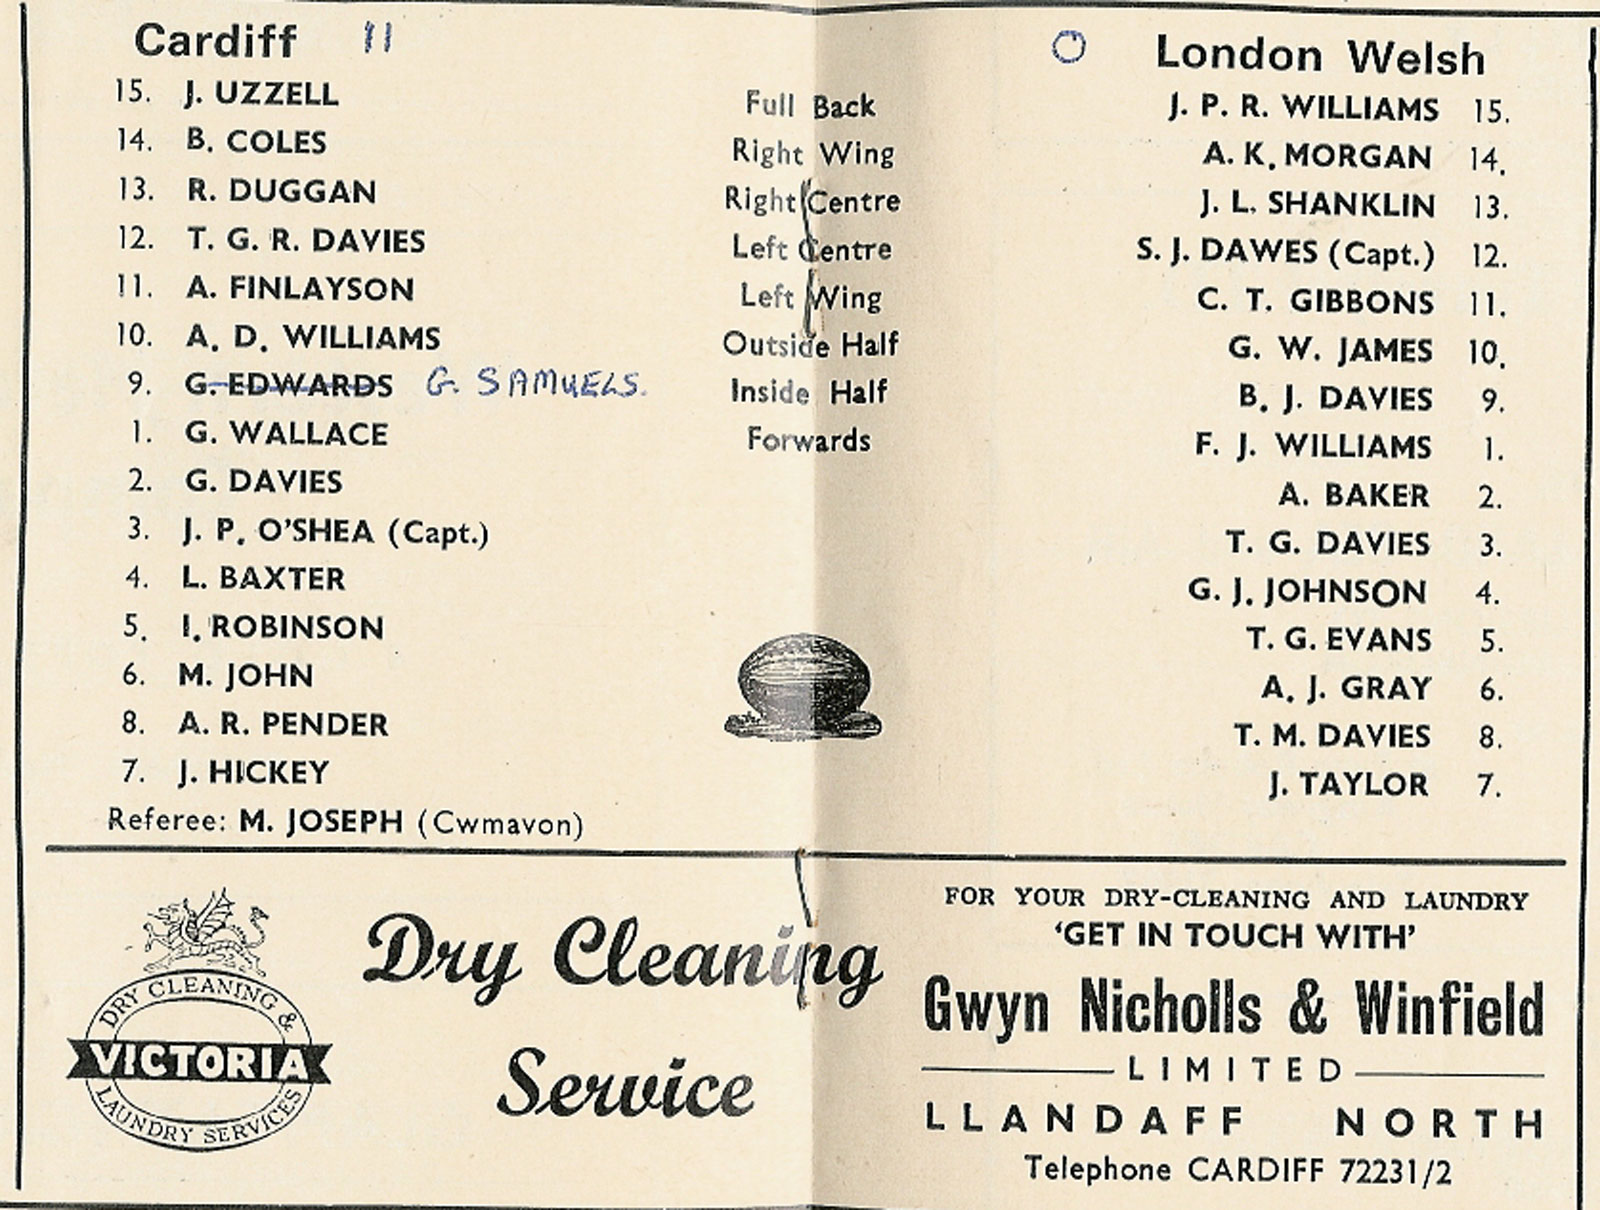 Cardiff 11
15. J. UZZELL
14. B. COLES
13. R. DUGGAN
12. T. G. R. DAVIES
11. A. FINLAYSON
10. A. D. WILLIAMS
9. G. EDWARDS G. SAMUELS.
1. G. WALLACE
2. G. DAVIES
3. J. P. O'SHEA (Capt.)
4. L. BAXTER
5. I. ROBINSON
6. M. JOHN
8. A. R. PENDER
7. J. HICKEY
Referee: M. JOSEPH (Cwmavon)
Full Back
Right Wing
Right Centre
Left Centre
Left Wing
Outside Half
Inside Half
Forwards
O London Welsh
J. P. R. WILLIAMS 15.
A. K. MORGAN 14.
J. L. SHANKLIN 13.
S. J. DAWES (Capt.) 12.
C. T. GIBBONS 11.
G. W. JAMES 10.
B. J. DAVIES 9.
F. J. WILLIAMS 1.
A. BAKER 2.
T. G. DAVIES 3.
G. J. JOHNSON 4.
T. G. EVANS 5.
A. J. GRAY 6.
T. M. DAVIES 8.
J. TAYLOR 7.
DRY CLEANING &
VICTORIA
LAUNDRY SERVICES
Dry Cleaning
Service
FOR YOUR DRY-CLEANING AND LAUNDRY
'GET IN TOUCH WITH'
Gwyn Nicholls & Winfield
LIMITED
LLANDAFF NORTH
Telephone CARDIFF 72231/2